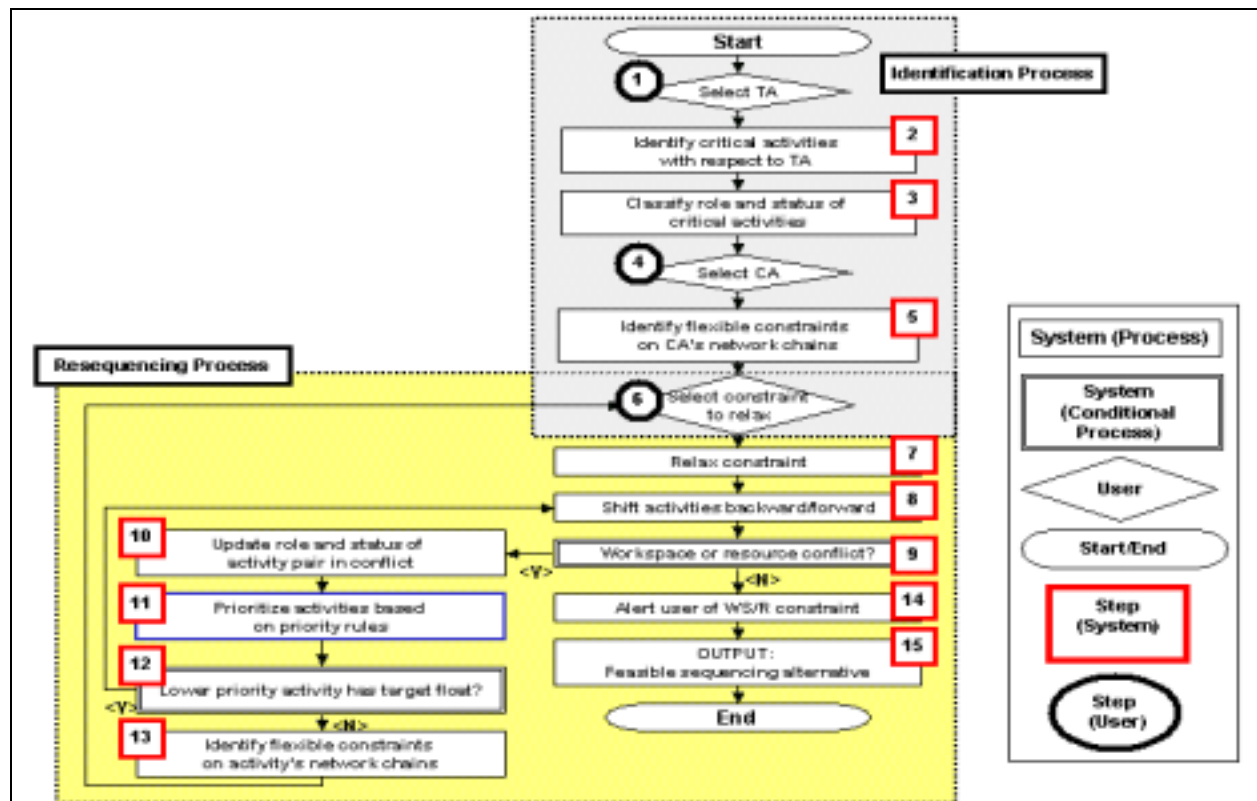 Start
Identification Process
1
Select TA
2
Identify critical activities
with respect to TA
3
Classify role and status of
critical activities
4
Select CA
5
Identify flexible constraints
on CA's network chains
Resequencing Process
6
Select constraint
to relax
7
Relax constraint
8
Shift activities backward/forward
9
Workspace or resource conflict?
<Y>
<N>
10
Update role and status of
activity pair in conflict
11
Prioritize activities based
on priority rules
12
Lower priority activity has target float?
<Y>
<N>
13
Identify flexible constraints
on activity's network chains
14
Alert user of WS/R constraint
15
OUTPUT:
Feasible sequencing alternative
End
System (Process)
System
(Conditional
Process)
User
Start/End
Step
(System)
Step
(User)